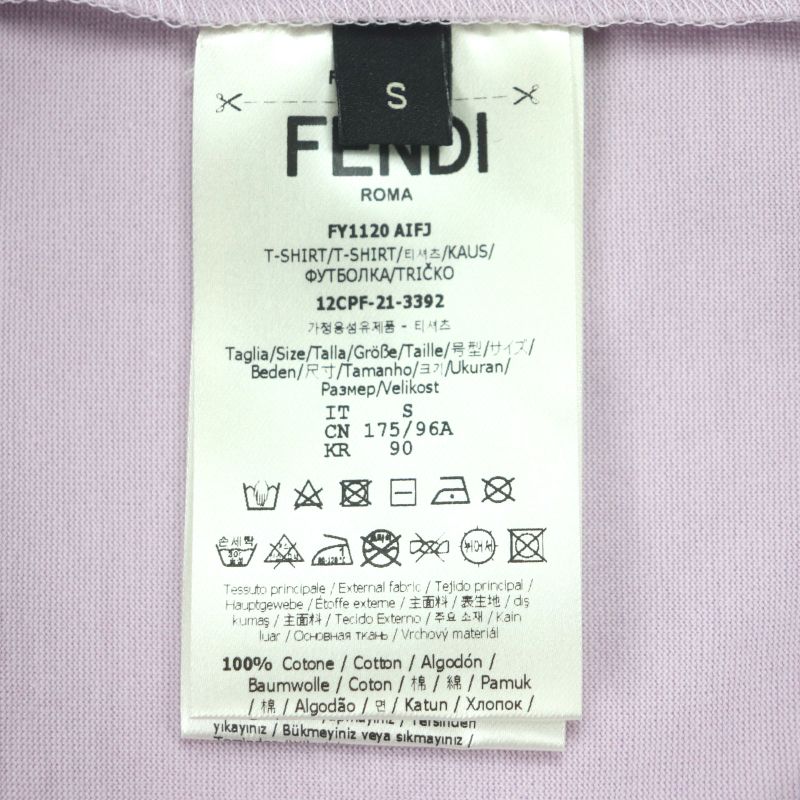 S
FENDI
ROMA
FY1120 AIFJ
T-SHIRT/T-SHIRT/티셔츠/KAUS/
ФУТБОЛКА/TRIČKO
12CPF-21-3392
가정용섬유제품 - 티셔츠
Taglia/Size/Talla/Größe/Taille/号型/サイズ/
Beden/尺寸/Tamanho/크기/Ukuran/
Размер/Velikost
IT S
CN 175/96A
KR 90
손세탁
Tessuto principale / External fabric / Tejido principal /
Hauptgewebe / Étoffe externe / 主面料 / 表生地 / dış
kumaş / 主面料 / Tecido Externo / 주요 소재 / Kain
luar / Основная ткань / Vrchový materiál
100% Cotone / Cotton / Algodón /
Baumwolle / Coton / 棉 / 綿 / Pamuk
/ 棉 / Algodão / 면 / Katun / Хлопок /
Tersinden
yıkayınız / Bükmeyiniz veya sıkmayınız /